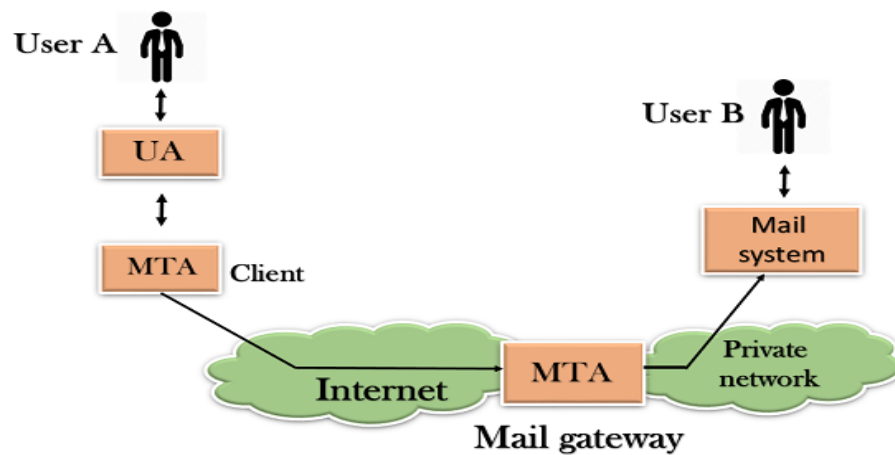 User A
UA
MTA
Client
User B
Mail
system
Internet
MTA
Private
network
Mail gateway